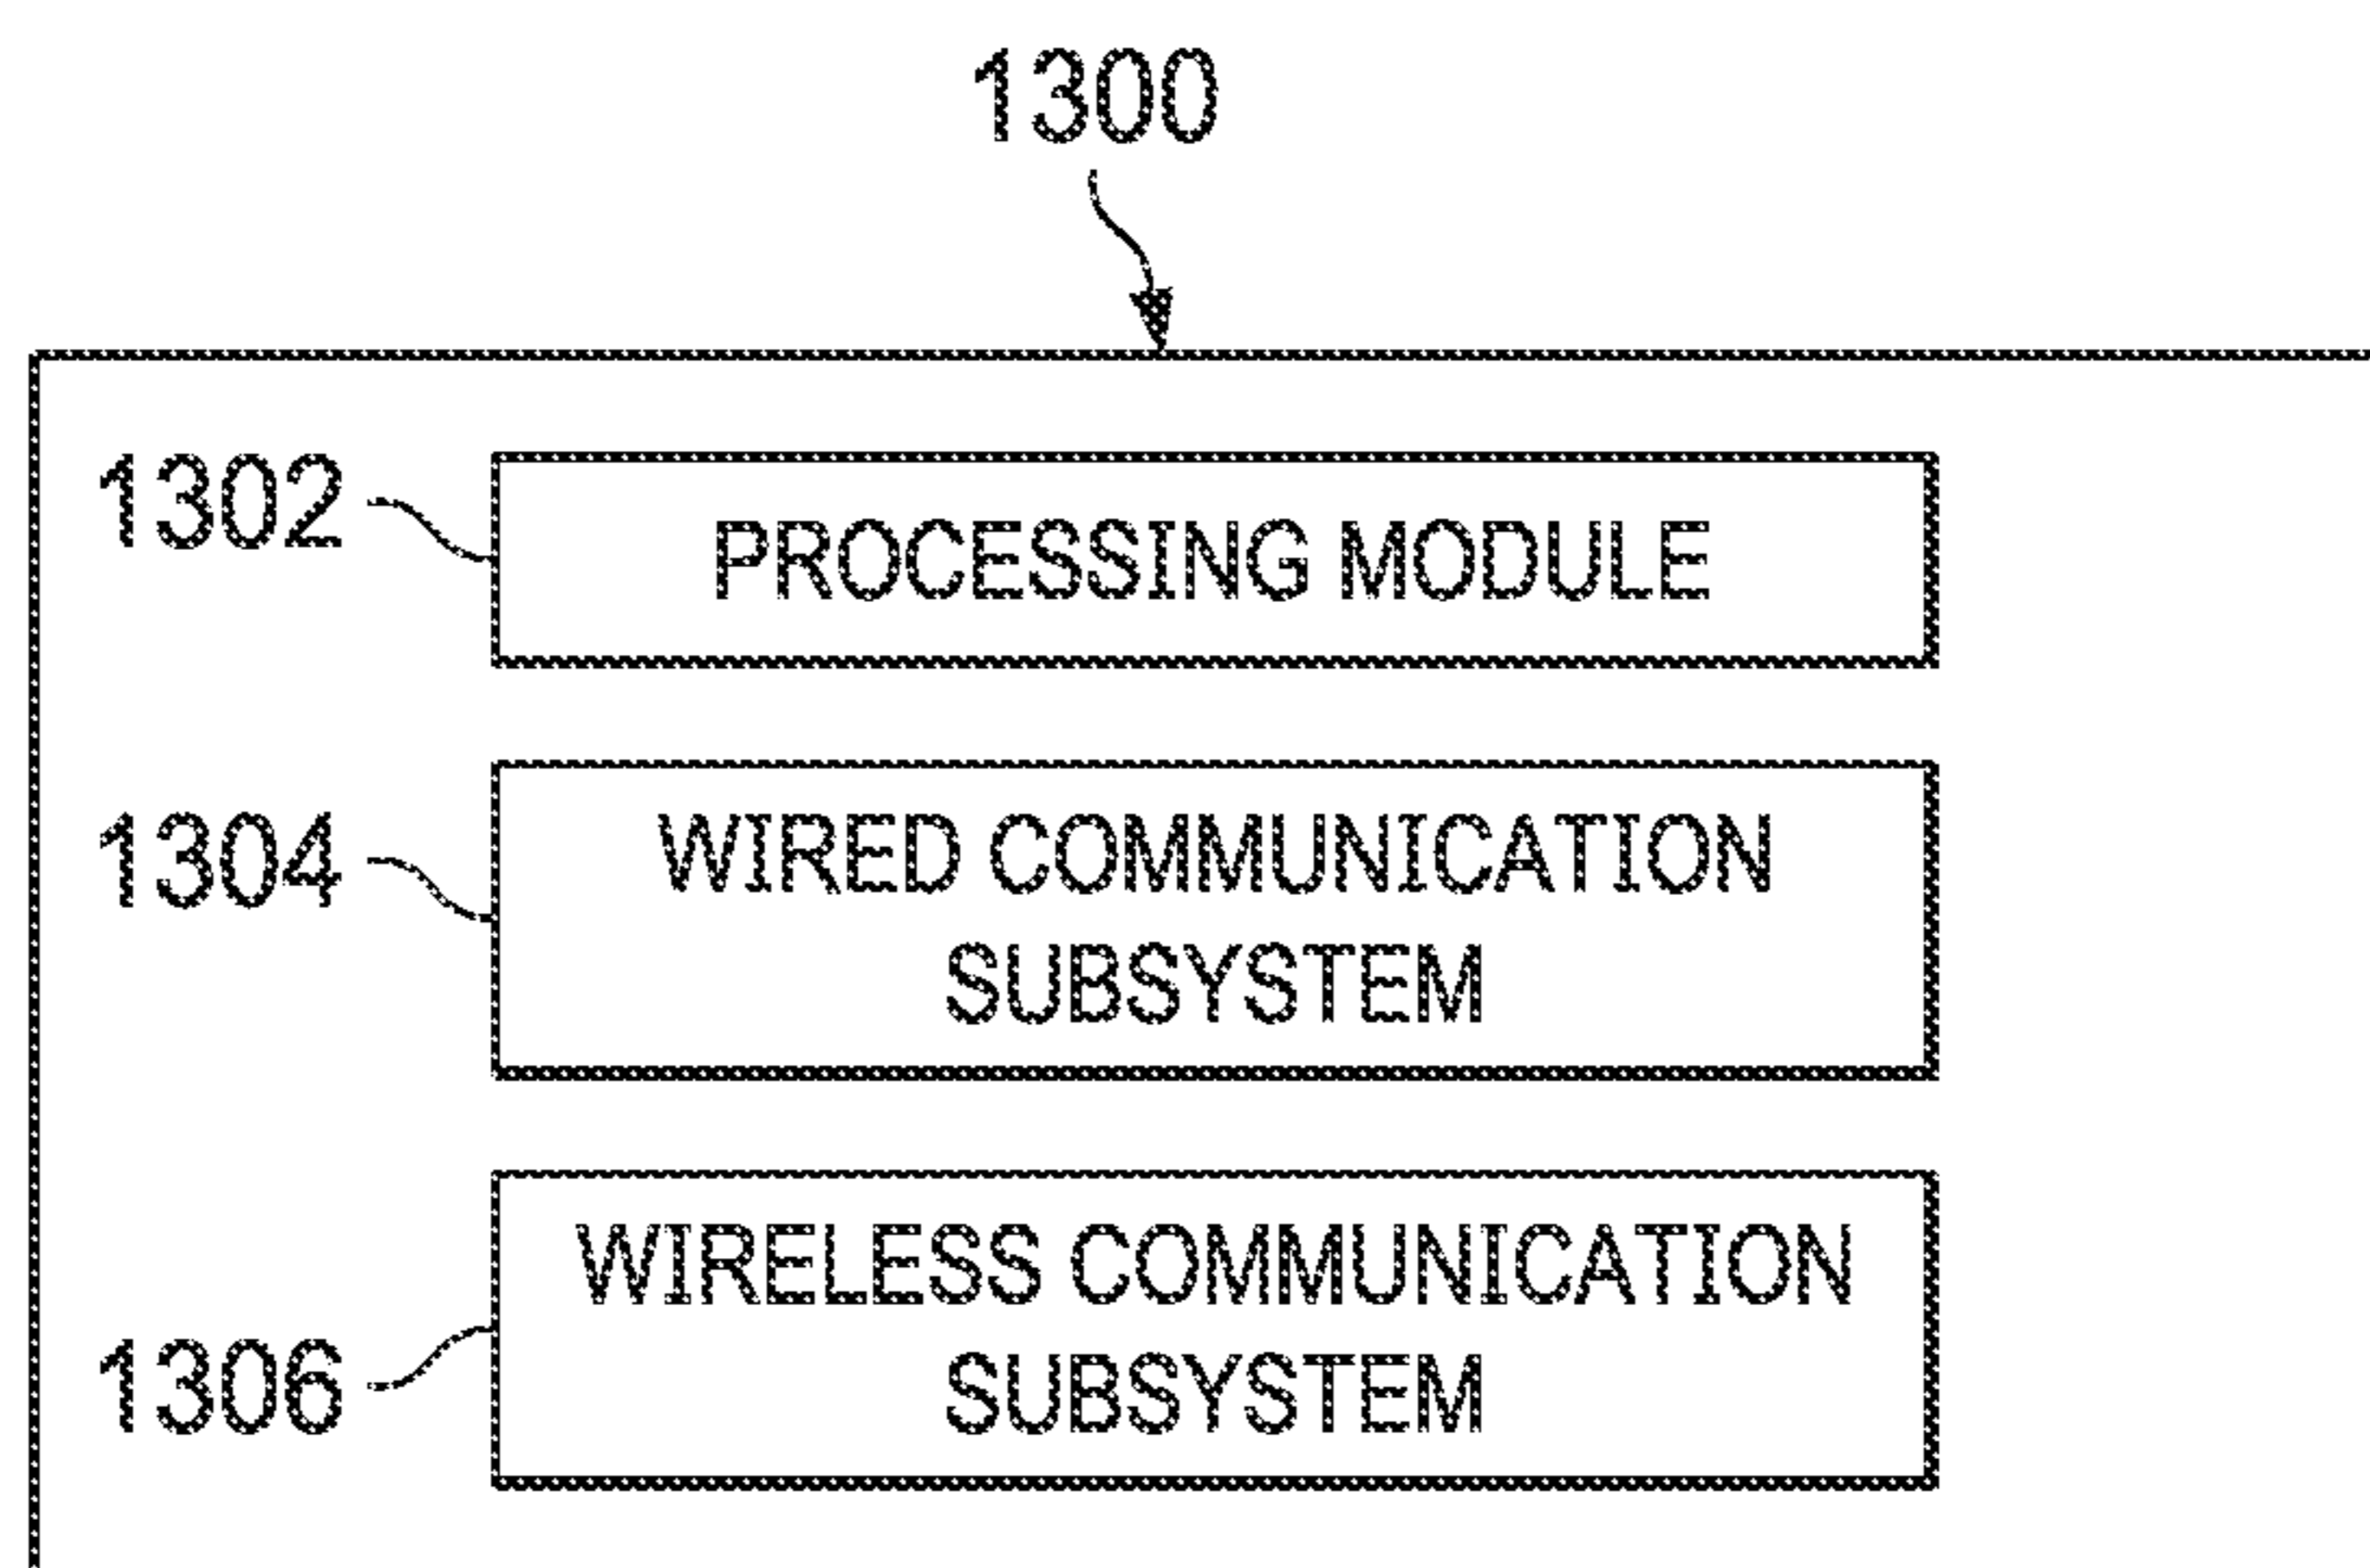 1300
1302
PROCESSING MODULE
1304
WIRED COMMUNICATION
SUBSYSTEM
WIRELESS COMMUNICATION
SUBSYSTEM
1306